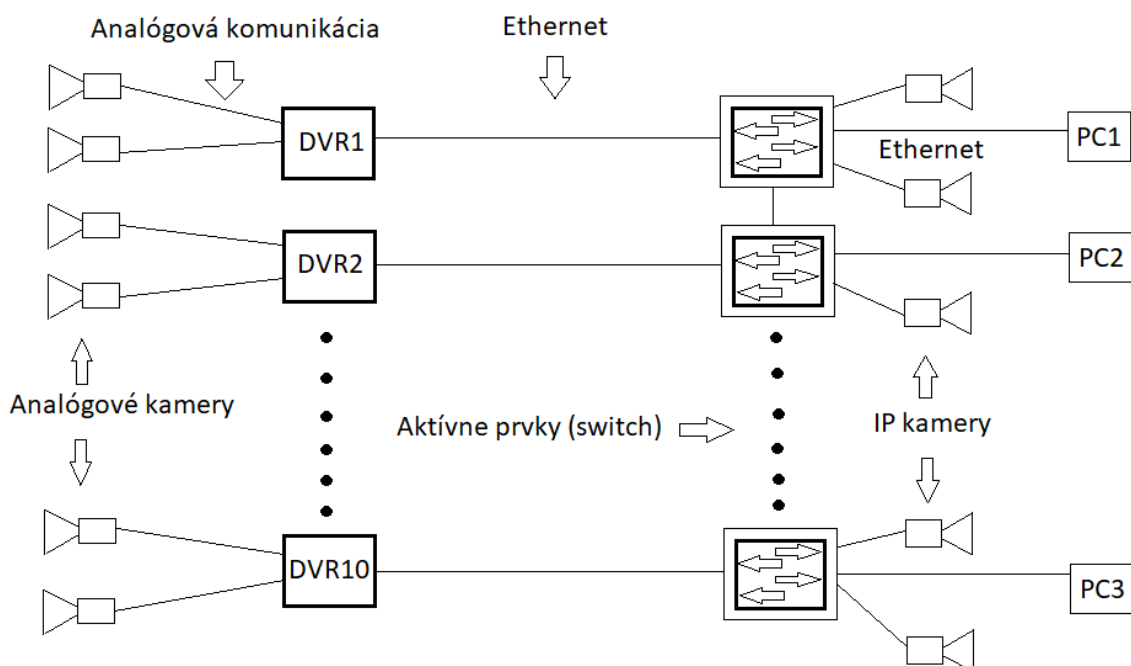 Analógová komunikácia
Ethernet
DVR1
Ethernet
PC1
DVR2
PC2
Analógové kamery
Aktívne prvky (switch)
IP kamery
DVR10
PC3